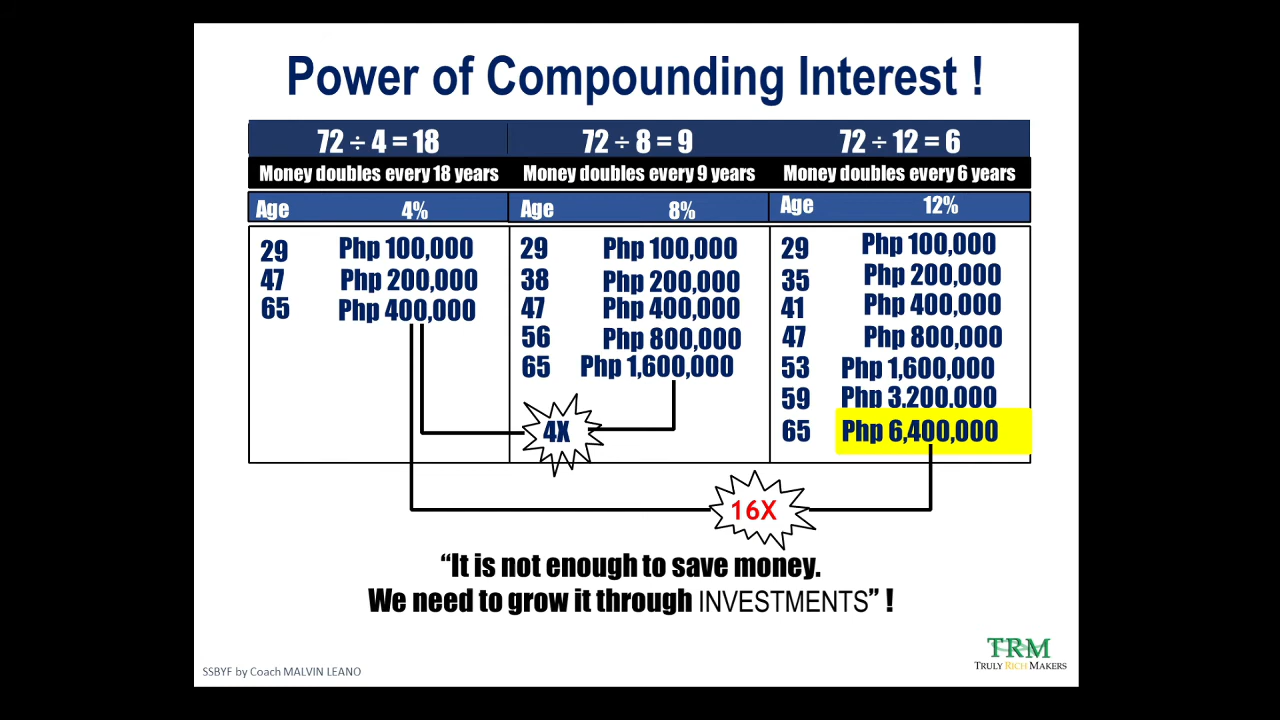 Power of Compounding Interest !
72 ÷ 4 = 18 72 ÷ 8 = 9 72 ÷ 12 = 6
Money doubles every 18 years Money doubles every 9 years Money doubles every 6 years
Age 4% Age 8% Age 12%
29 Php 100,000 29 Php 100,000 29 Php 100,000
47 Php 200,000 38 Php 200,000 35 Php 200,000
65 Php 400,000 47 Php 400,000 41 Php 400,000
56 Php 800,000 47 Php 800,000
65 Php 1,600,000 53 Php 1,600,000
59 Php 3.200.000
4X 65 Php 6,400,000
16X
“It is not enough to save money.
We need to grow it through INVESTMENTS” !
TRM
TRULY RICH MAKERS
SSBYF by Coach MALVIN LEANO